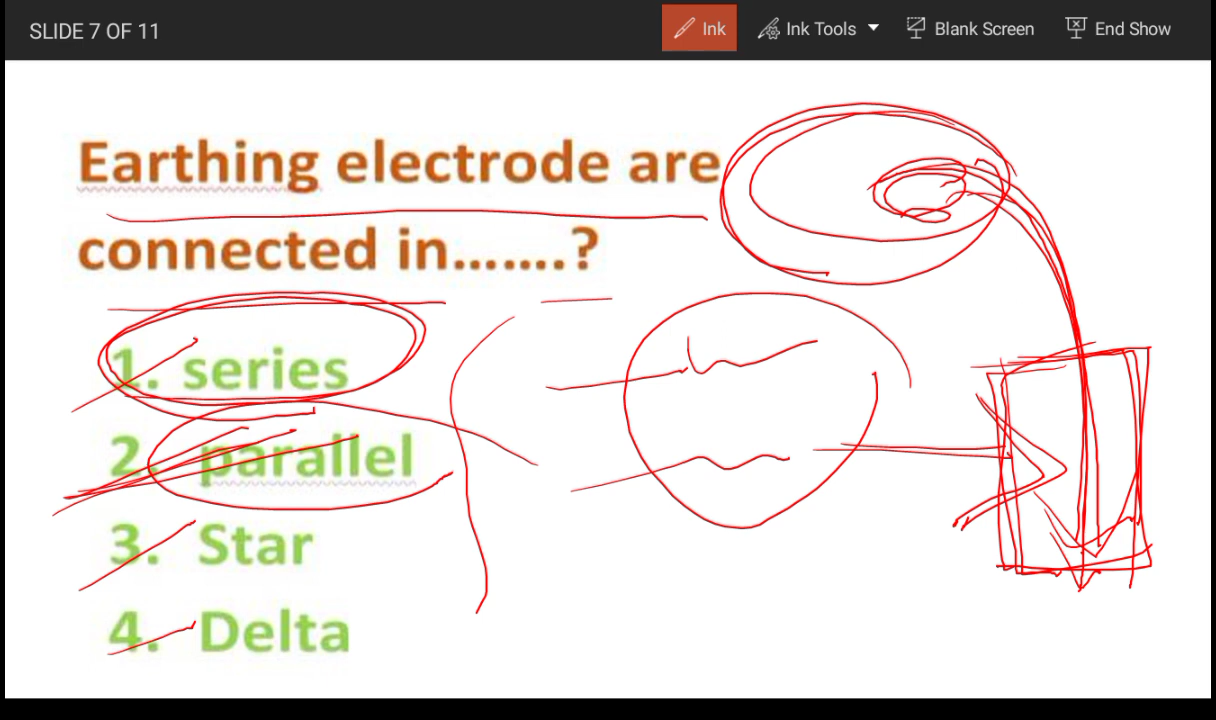 SLIDE 7 OF 11
Ink
Ink Tools
Blank Screen
End Show
Earthing electrode are
connected in.......?
1. series
2. parallel
3. Star
4. Delta